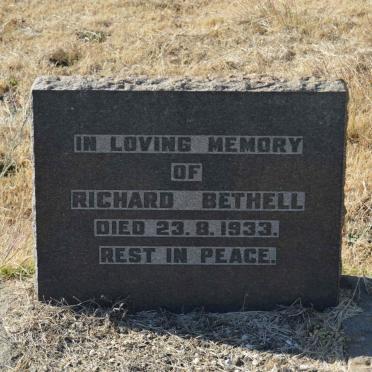 IN LOVING MEMORY
OF
RICHARD BETHELL
DIED 23.8.1933.
REST IN PEACE.